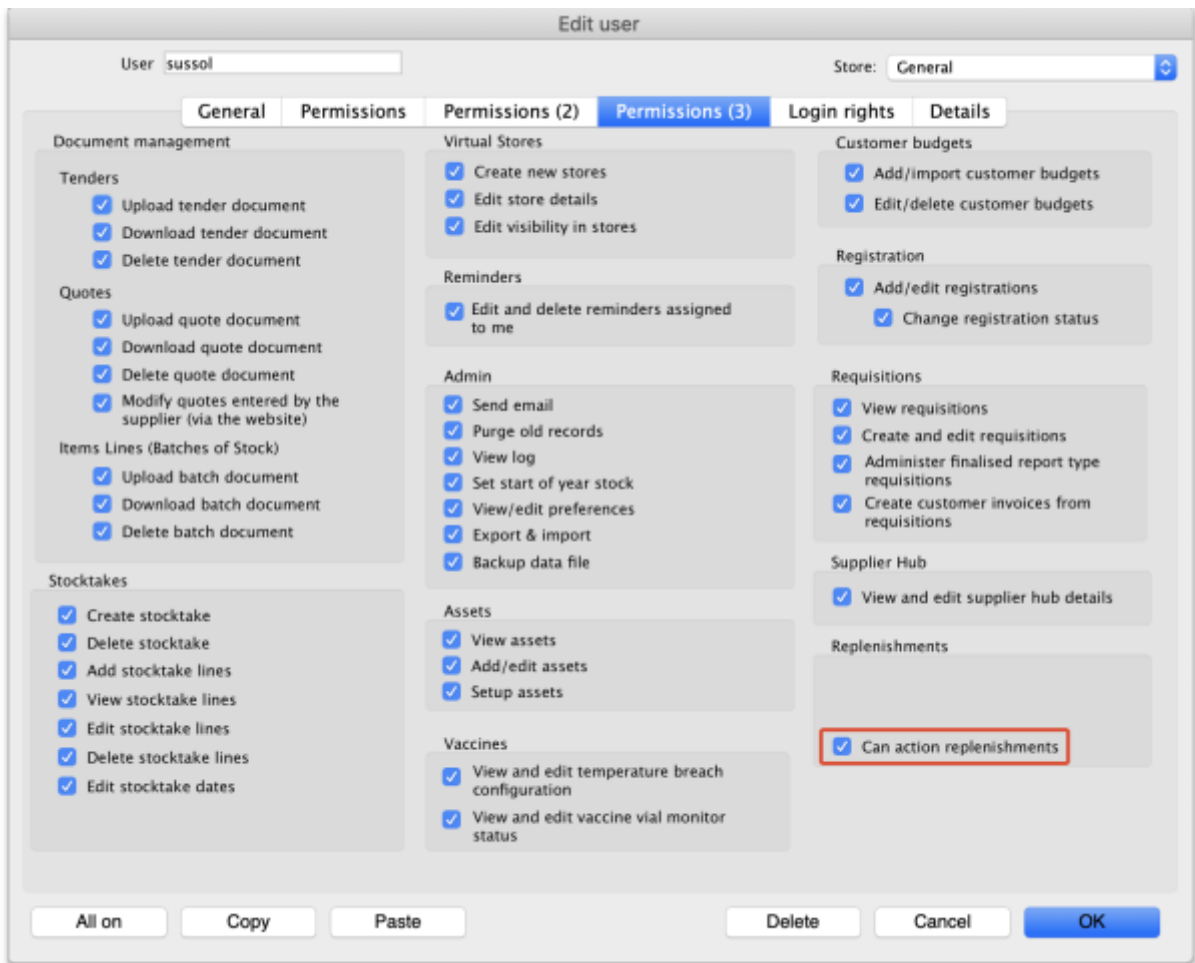 Edit user
User sussol
Store: General
General Permissions Permissions (2) Permissions (3) Login rights Details
Document management
Tenders
Upload tender document
Download tender document
Delete tender document
Quotes
Upload quote document
Download quote document
Delete quote document
Modify quotes entered by the
supplier (via the website)
Items Lines (Batches of Stock)
Upload batch document
Download batch document
Delete batch document
Stocktakes
Create stocktake
Delete stocktake
Add stocktake lines
View stocktake lines
Edit stocktake lines
Delete stocktake lines
Edit stocktake dates
Virtual Stores
Create new stores
Edit store details
Edit visibility in stores
Reminders
Edit and delete reminders assigned
to me
Admin
Send email
Purge old records
View log
Set start of year stock
View/edit preferences
Export & import
Backup data file
Assets
View assets
Add/edit assets
Setup assets
Vaccines
View and edit temperature breach
configuration
View and edit vaccine vial monitor
status
Customer budgets
Add/import customer budgets
Edit/delete customer budgets
Registration
Add/edit registrations
Change registration status
Requisitions
View requisitions
Create and edit requisitions
Administer finalised report type
requisitions
Create customer invoices from
requisitions
Supplier Hub
View and edit supplier hub details
Replenishments
Can action replenishments
All on Copy Paste Delete Cancel OK